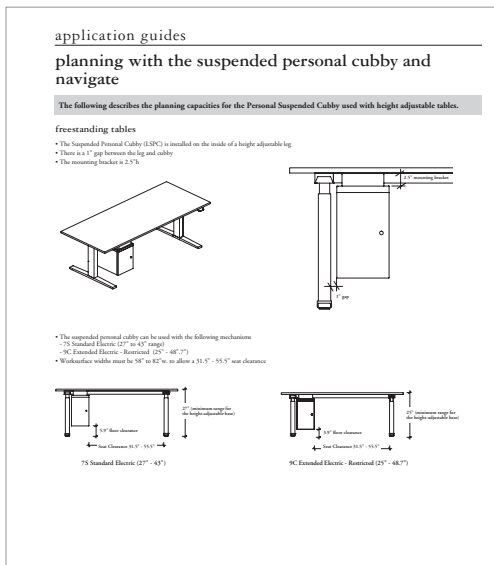 application guides
planning with the suspended personal cubby and
navigate
The following describes the planning capacities for the Personal Suspended Cubby used with height adjustable tables.
freestanding tables
• The Suspended Personal Cubby (LSPC) is installed on the inside of a height adjustable leg
• There is a 1" gap between the leg and cubby
• The mounting bracket is 2.5"h
2.5" mounting bracket
1" gap
• The suspended personal cubby can be used with the following mechanisms
- 7S Standard Electric (27" to 43" range)
- 9C Extended Electric - Restricted (25" - 48.7")
• Worksurface widths must be 58" to 82"w. to allow a 31.5" - 55.5" seat clearance
27" (minimum range for
the height adjustable base)
5.9" floor clearance
Seat Clearance 31.5" - 55.5"
7S Standard Electric (27" - 43")
25" (minimum range for
the height adjustable base)
3.9" floor clearance
Seat Clearance 31.5" - 55.5"
9C Extended Electric - Restricted (25" - 48.7")